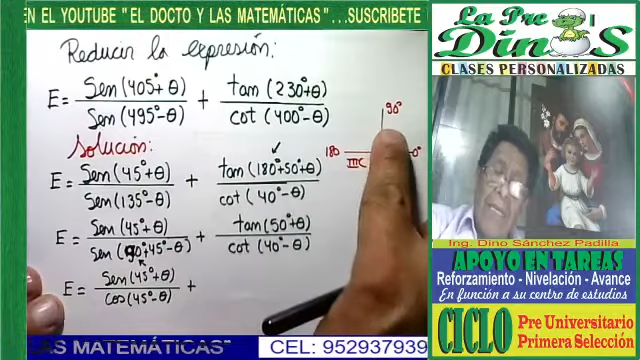 EN EL YOUTUBE "EL DOCTO Y LAS MATEMÁTICAS"...SUSCRIBETE
La Pre
DinoS
CLASES PERSONALIZADAS
Reducir la expresión:
E = Sen(405°+θ)/Sen(495°-θ) + tan(230°+θ)/cot(400°-θ)
Solución:
90°
180 0°
IIIC
E = Sen(45°+θ)/Sen(135°-θ) + tan(180°+50°+θ)/cot(40°-θ)
E = Sen(45°+θ)/sen(90°+45°-θ) + tan(50°+θ)/cot(40°-θ)
E = Sen(45°+θ)/cos(45°-θ) +
Ing. Dino Sánchez Padilla
APOYO EN TAREAS
Reforzamiento - Nivelación - Avance
En función a su centro de estudios
CICLO Pre Universitario
Primera Selección
LAS MATEMÁTICAS" CEL: 952937939